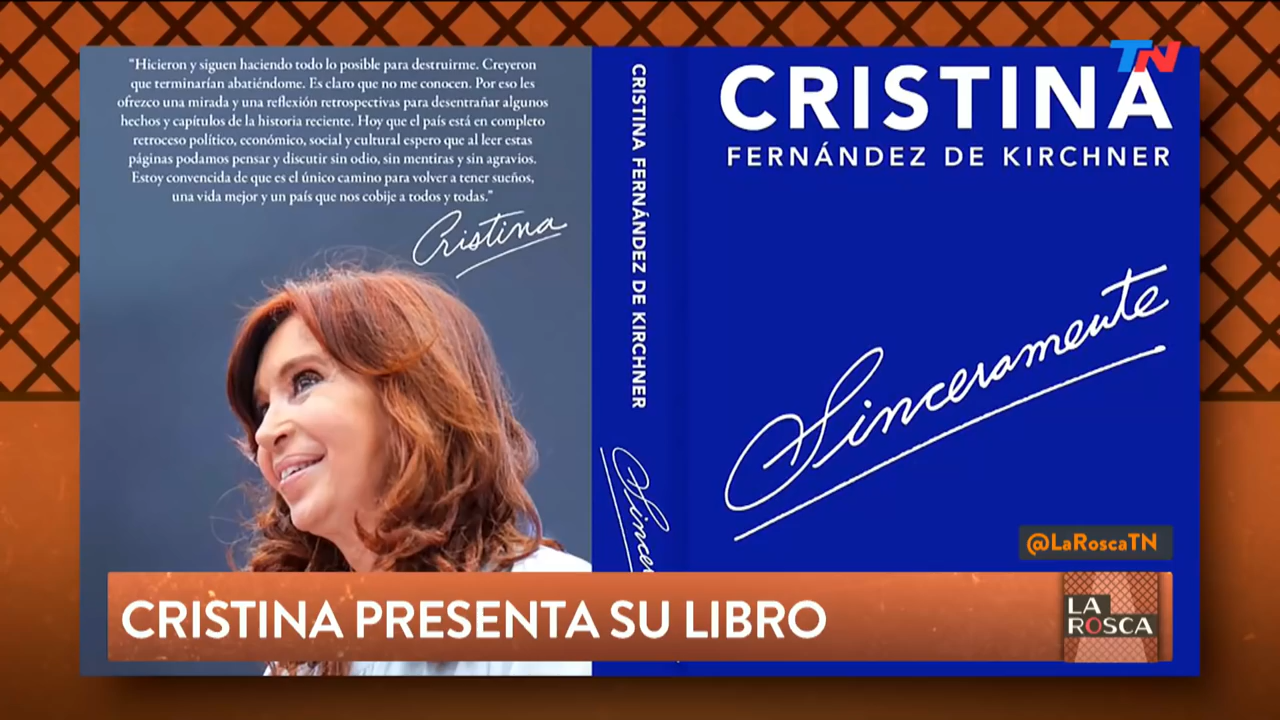 "Hicieron y siguen haciendo todo lo posible para destruirme. Creyeron
que terminarían abatiéndome. Es claro que no me conocen. Por eso les
ofrezco una mirada y una reflexión retrospectivas para desentrañar algunos
hechos y capítulos de la historia reciente. Hoy que el país está en completo
retroceso político, económico, social y cultural espero que al leer estas
páginas podamos pensar y discutir sin odio, sin mentiras y sin agravios.
Estoy convencida de que es el único camino para volver a tener sueños,
una vida mejor y un país que nos cobije a todos y todas."
Cristina
CRISTINA FERNÁNDEZ DE KIRCHNER
Since
TN
CRISTINA
FERNÁNDEZ DE KIRCHNER
Sinceramente
@LaRoscaTN
CRISTINA PRESENTA SU LIBRO
LA
ROSCA